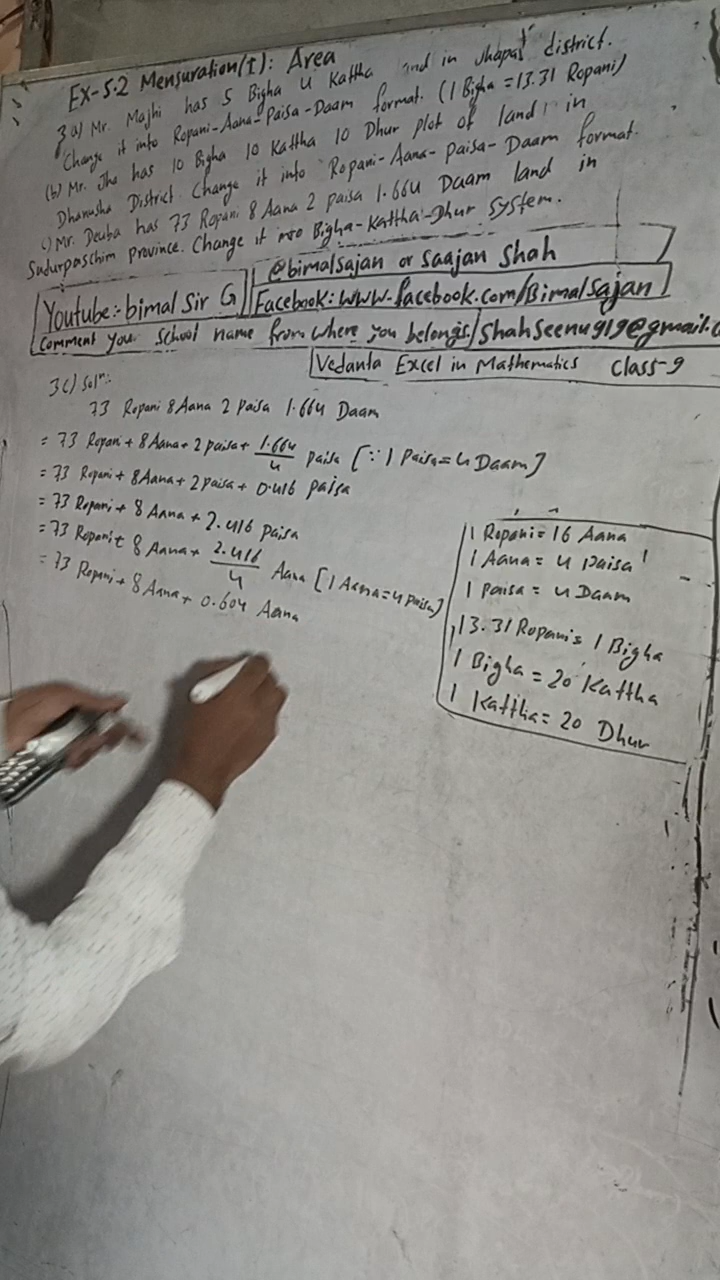 Ex-5.2 Mensuration(I): Area
3 a) Mr. Majhi has 5 Bigha 4 Kattha land in Jhapa district.
Change it into Ropani-Aana-Paisa-Daam format. (1 Bigha = 13.31 Ropani)
(b) Mr. Jha has 10 Bigha 10 Kattha 10 Dhur plot of land in
Dhanusha District. Change it into Ropani-Aana-Paisa-Daam format.
c) Mr. Deuba has 73 Ropani 8 Aana 2 paisa 1.664 Daam land in
Sudurpaschim province. Change it into Bigha-Kattha-Dhur system.
@bimalsajan or Saajan Shah
Youtube:- bimal Sir G
Facebook: www.facebook.com/Bimalsajan
Comment your School name from where you belongs/Shahseenu919@gmail.c
Vedanta Excel in Mathematics Class-9
3c) Solⁿ:
73 Ropani 8 Aana 2 Paisa 1.664 Daam
= 73 Ropani + 8 Aana + 2 paisa + 1.664/4 paisa [∵ 1 Paisa = 4 Daam]
= 73 Ropani + 8 Aana + 2 paisa + 0.416 paisa
= 73 Ropani + 8 Aana + 2.416 paisa
= 73 Ropani + 8 Aana + 2.416/4 Aana [1 Aana = 4 paisa]
= 73 Ropani + 8 Aana + 0.604 Aana
1 Ropani = 16 Aana
1 Aana = 4 paisa
1 paisa = 4 Daam
13.31 Ropani = 1 Bigha
1 Bigha = 20 Kattha
1 Kattha = 20 Dhur